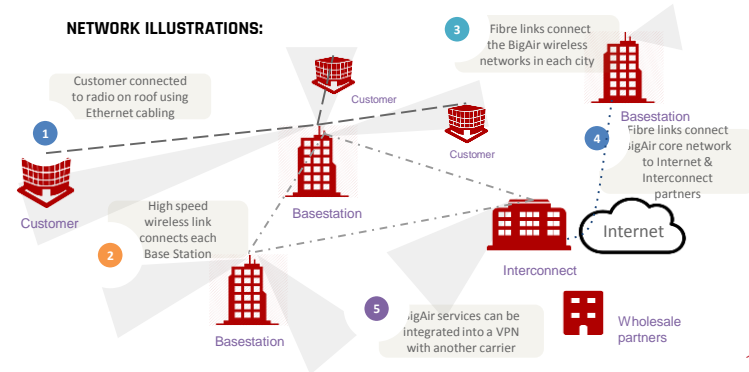 NETWORK ILLUSTRATIONS:
3
Fibre links connect
the BigAir wireless
networks in each city
Customer connected
to radio on roof using
Ethernet cabling
1
Customer
Customer
Basestation
4
Fibre links connect
igAir core network
to Internet &
Interconnect
partners
Customer
High speed
wireless link
connects each
Base Station
2
Basestation
Internet
Interconnect
5
igAir services can be
integrated into a VPN
with another carrier
Basestation
Wholesale
partners